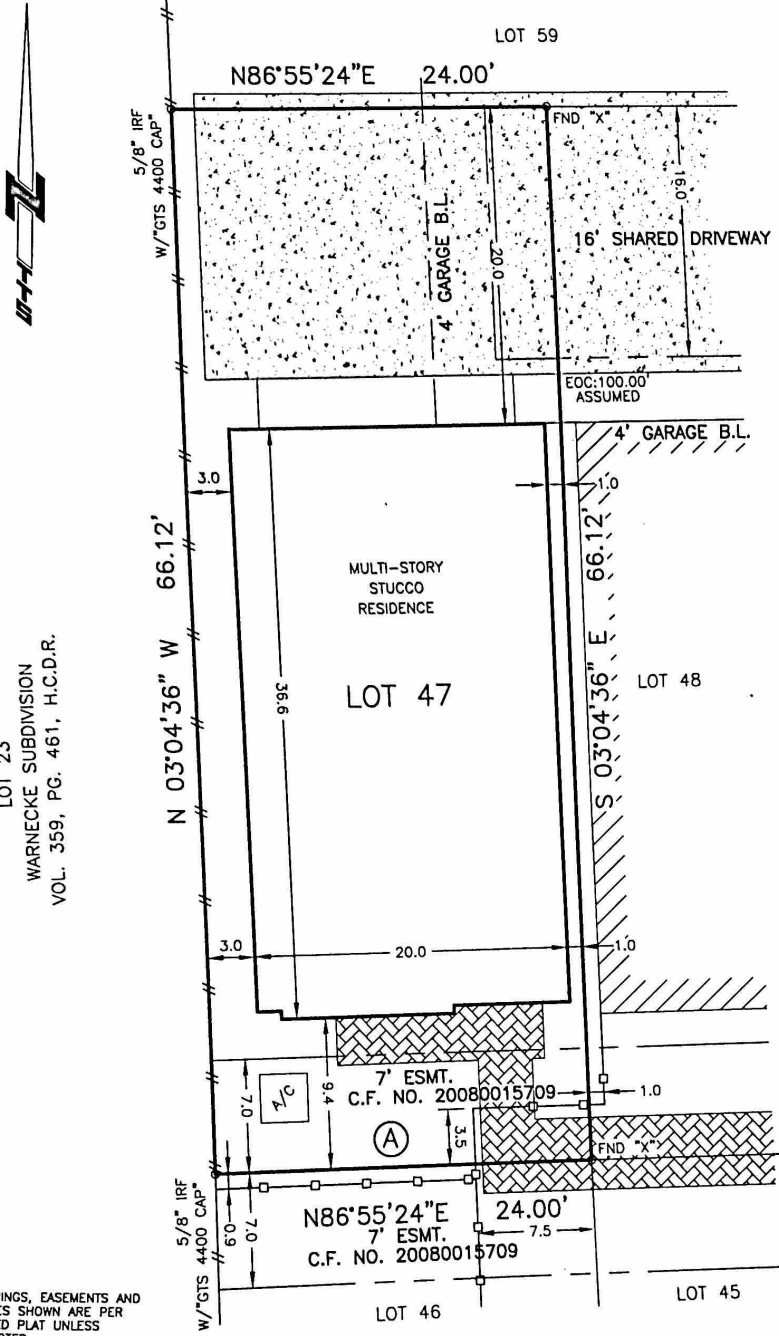 LOT 59
N86°55'24"E 24.00'
5/8" IRF
W/"GTS 4400 CAP"
FND "X"
16.0
4' GARAGE B.L.
20.0
16' SHARED DRIVEWAY
STS
EOC:100.00'
ASSUMED
4' GARAGE B.L.
3.0
1.0
MULTI-STORY
STUCCO
RESIDENCE
N 03°04'36" W 66.12'
S 03°04'36" E 66.12'
36.6
LOT 47
LOT 48
LOT 23
WARNECKE SUBDIVISION
VOL. 359, PG. 461, H.C.D.R.
3.0
20.0
1.0
7' ESMT.
C.F. NO. 20080015709
1.0
7.0
9.4
3.5
A
FND "X"
5/8" IRF
W/"GTS 4400 CAP"
0.9
7.0
N86°55'24"E 24.00'
7' ESMT.
7.5
C.F. NO. 20080015709
LOT 46
LOT 45
INGS, EASEMENTS AND
ES SHOWN ARE PER
ED PLAT UNLESS